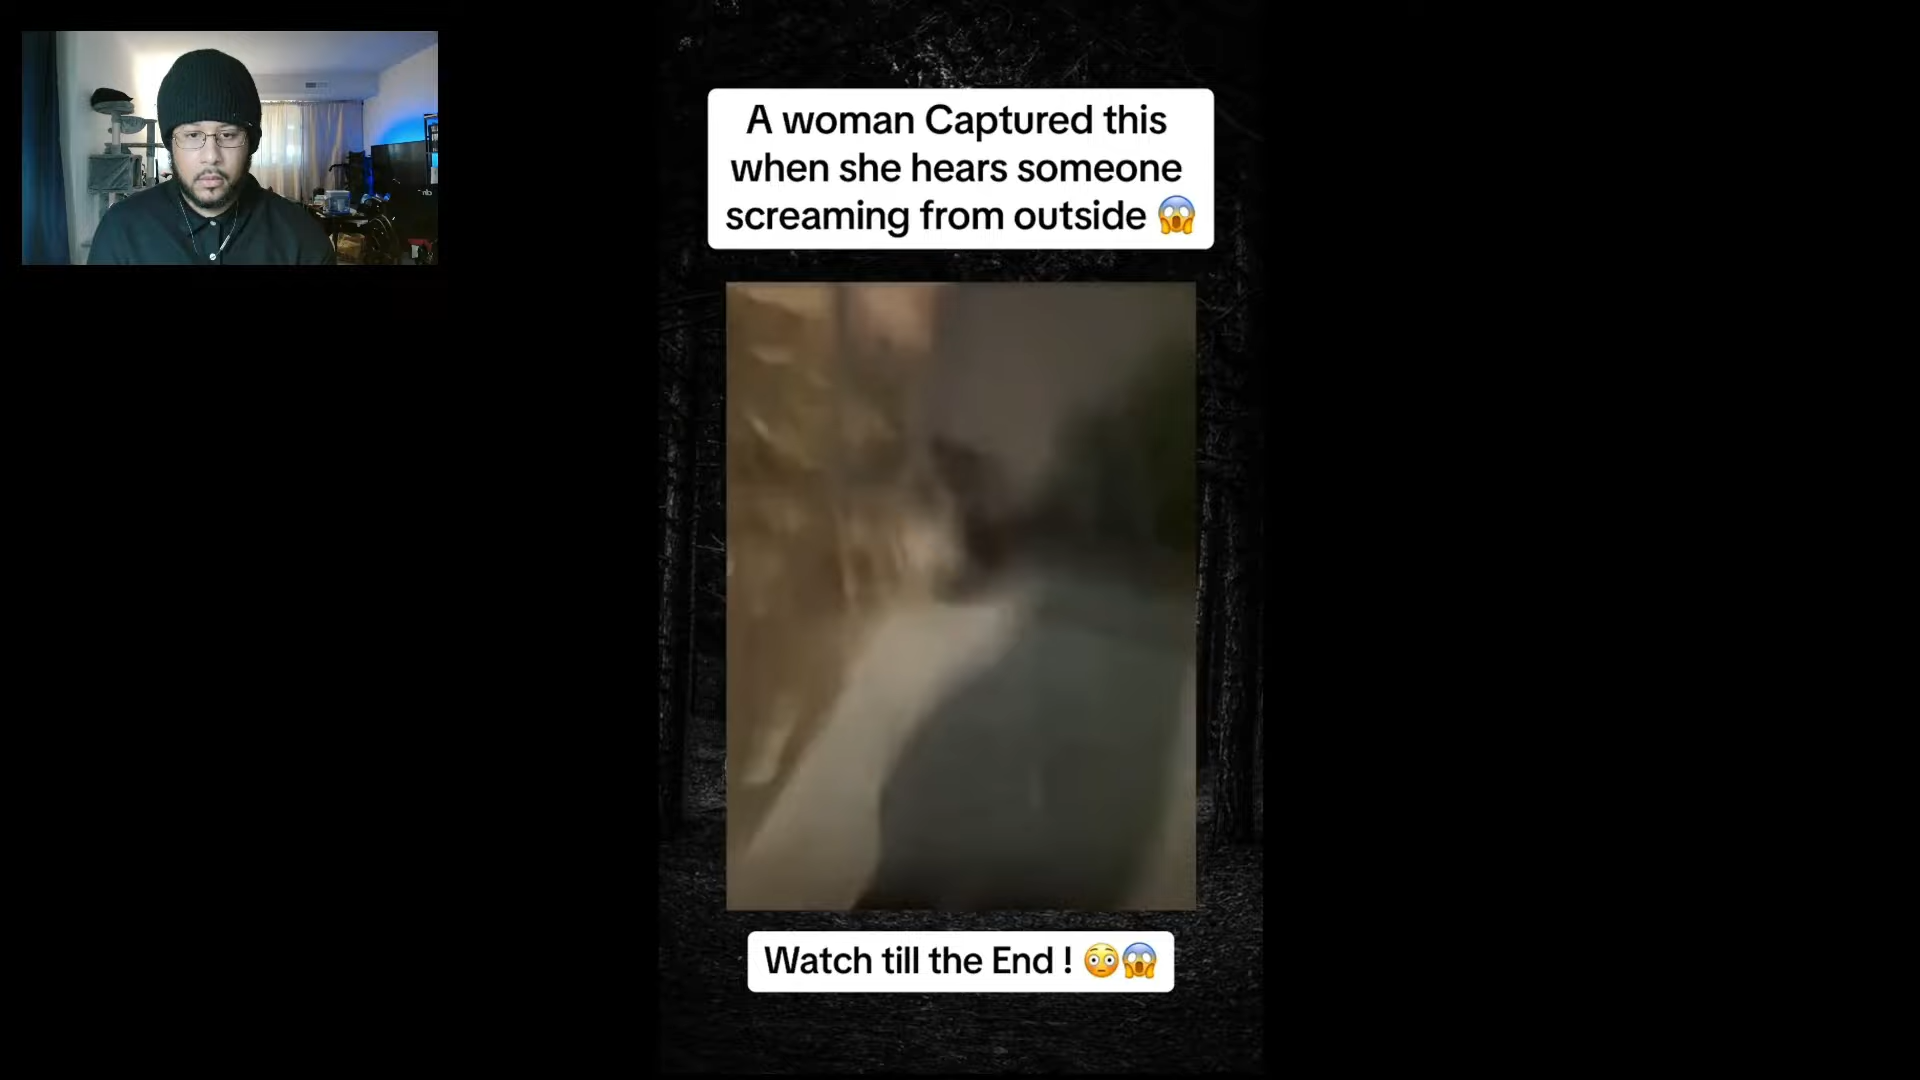 A woman Captured this
when she hears someone
screaming from outside 😱
Watch till the End ! 😳😱